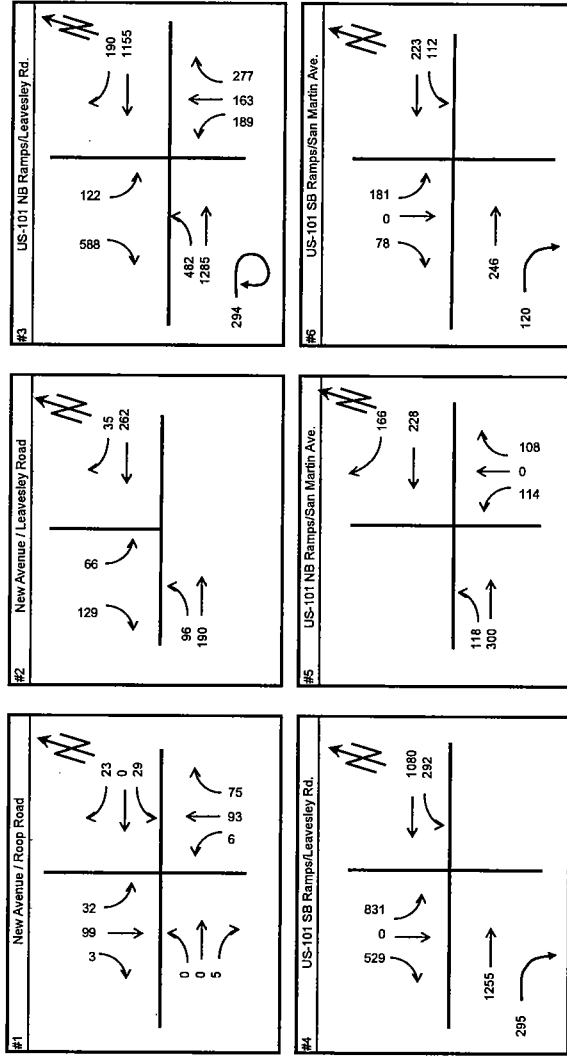 #1 New Avenue / Roop Road
3 99 32
23 0 29
0 0 5
6 93 75
#2 New Avenue / Leavesley Road
129 66
35
262
96
190
#3 US-101 NB Ramps/Leavesley Rd.
588 122
190
1155
482
1285
294
189 163 277
#4 US-101 SB Ramps/Leavesley Rd.
529 0 831
1080
292
1255
295
#5 US-101 NB Ramps/San Martin Ave.
166
228
118
300
114 0 108
#6 US-101 SB Ramps/San Martin Ave.
78 0 181
223
112
246
120